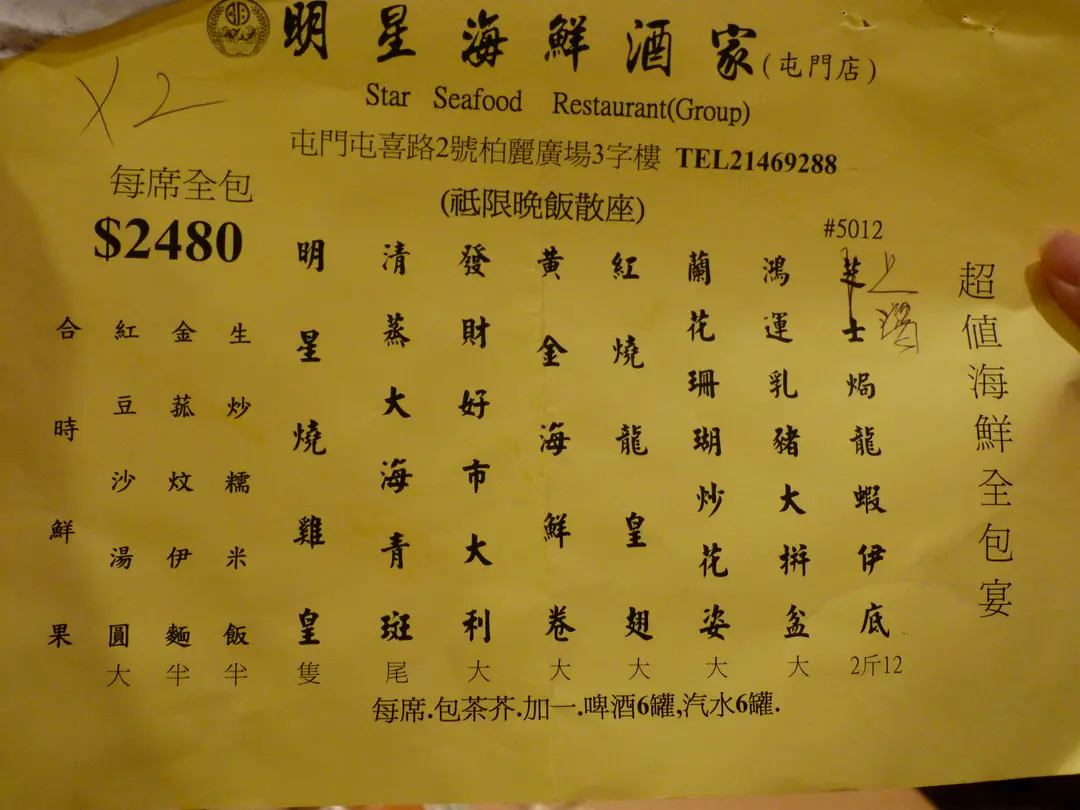 明星海鮮酒家(屯門店)
Star Seafood Restaurant(Group)
屯門屯喜路2號柏麗廣場3字樓 TEL21469288
(祗限晚飯散座)
X2
每席全包
$2480
#5012
超值海鮮全包宴
上湯
芝士焗龍蝦伊底 2斤12
鴻運乳豬大拼盆 大
蘭花珊瑚炒花姿 大
紅燒龍皇翅 大
黃金海鮮卷 大
發財好市大利 大
清蒸大海青斑 尾
明星燒雞皇 隻
生炒糯米飯 半
金菰炆伊麵 半
紅豆沙湯圓 大
合時鮮果
每席.包茶芥.加一.啤酒6罐,汽水6罐.